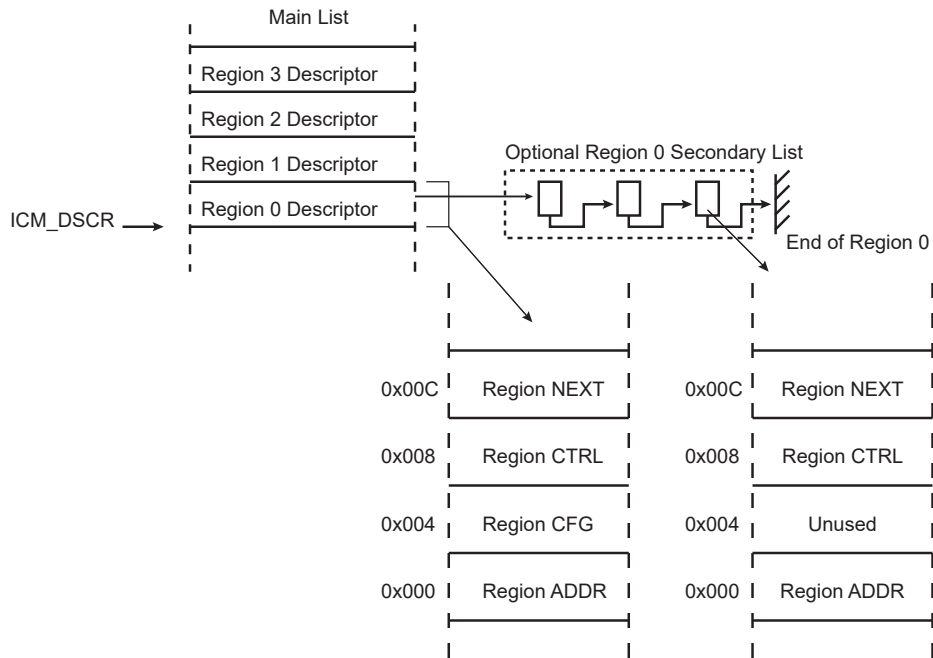 Main List
Region 3 Descriptor
Region 2 Descriptor
Region 1 Descriptor
Region 0 Descriptor
ICM_DSCR
Optional Region 0 Secondary List
End of Region 0
0x00C Region NEXT
0x008 Region CTRL
0x004 Region CFG
0x000 Region ADDR
0x00C Region NEXT
0x008 Region CTRL
0x004 Unused
0x000 Region ADDR